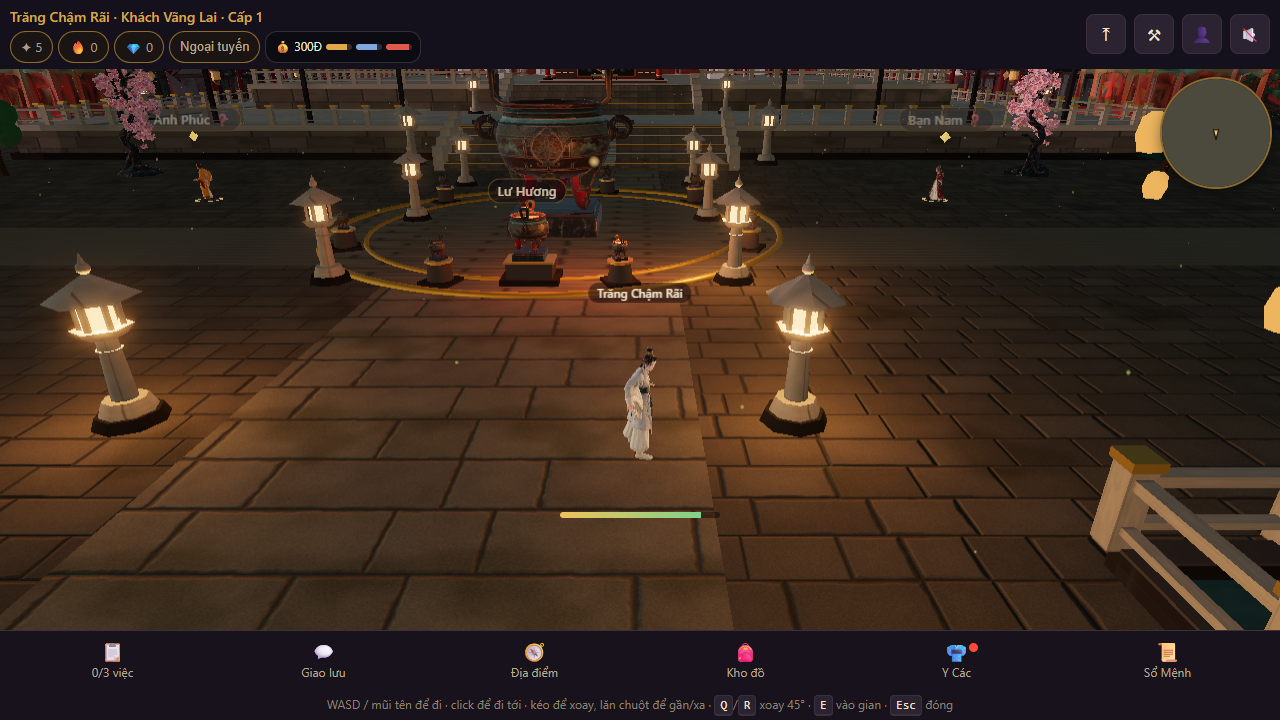 Trăng Chậm Rãi · Khách Vãng Lai · Cấp 1
5
0
0
Ngoại tuyến
300Đ
Anh Phúc
Bạn Nam
Lư Hương
Trăng Chậm Rãi
0/3 việc
Giao lưu
Địa điểm
Kho đồ
Y Các
Sổ Mệnh
WASD / mũi tên để đi · click để đi tới · kéo để xoay, lăn chuột để gần/xa · Q / R xoay 45° · E vào gian · Esc đóng